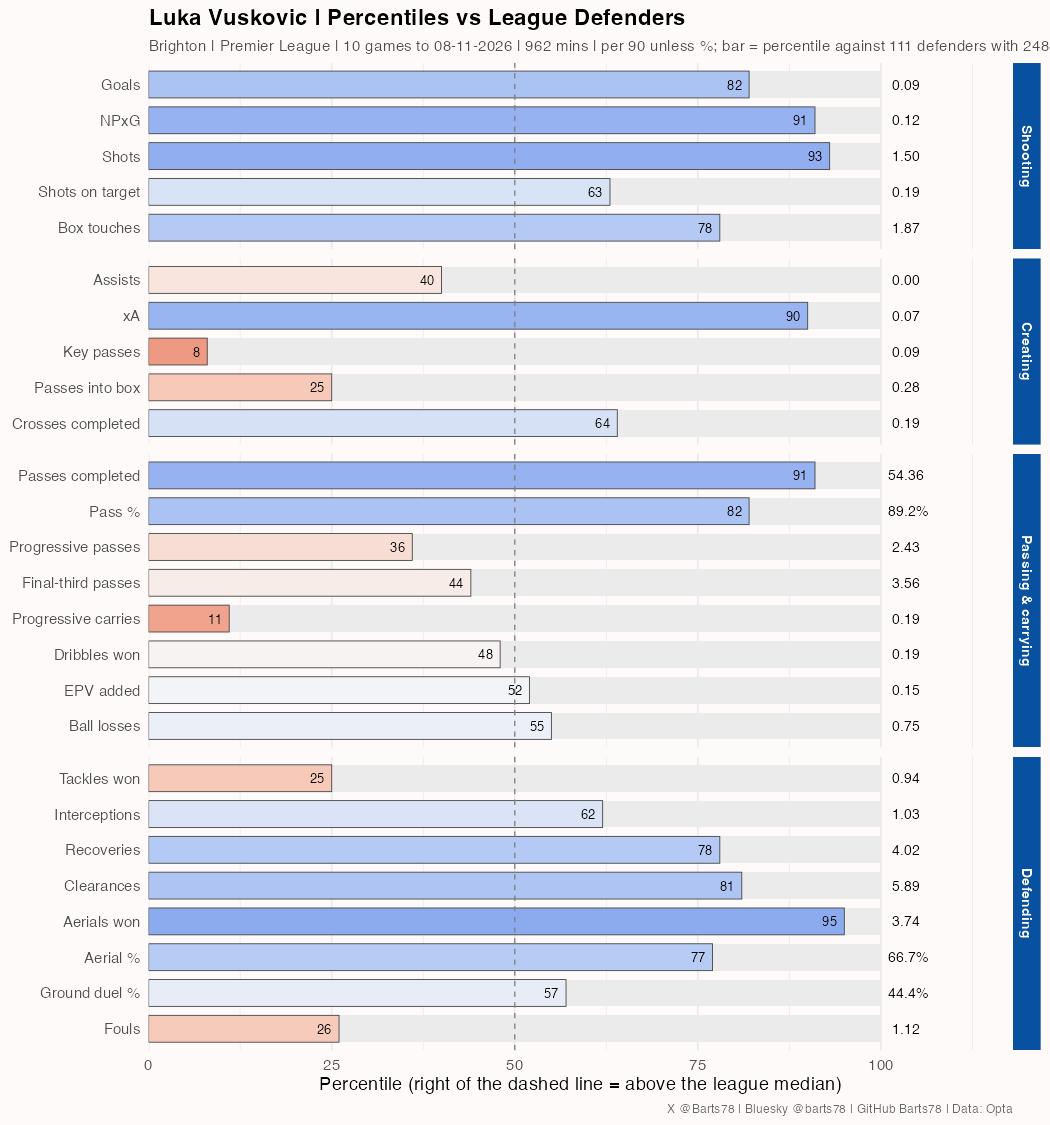 Luka Vuskovic | Percentiles vs League Defenders
Brighton | Premier League | 10 games to 08-11-2026 | 962 mins | per 90 unless %; bar = percentile against 111 defenders with 248
Goals 82 0.09
NPxG 91 0.12
Shots 93 1.50
Shots on target 63 0.19
Box touches 78 1.87
Shooting
Assists 40 0.00
xA 90 0.07
Key passes 8 0.09
Passes into box 25 0.28
Crosses completed 64 0.19
Creating
Passes completed 91 54.36
Pass % 82 89.2%
Progressive passes 36 2.43
Final-third passes 44 3.56
Progressive carries 11 0.19
Dribbles won 48 0.19
EPV added 52 0.15
Ball losses 55 0.75
Passing & carrying
Tackles won 25 0.94
Interceptions 62 1.03
Recoveries 78 4.02
Clearances 81 5.89
Aerials won 95 3.74
Aerial % 77 66.7%
Ground duel % 57 44.4%
Fouls 26 1.12
Defending
0 25 50 75 100
Percentile (right of the dashed line = above the league median)
X @Barts78 | Bluesky @barts78 | GitHub Barts78 | Data: Opta